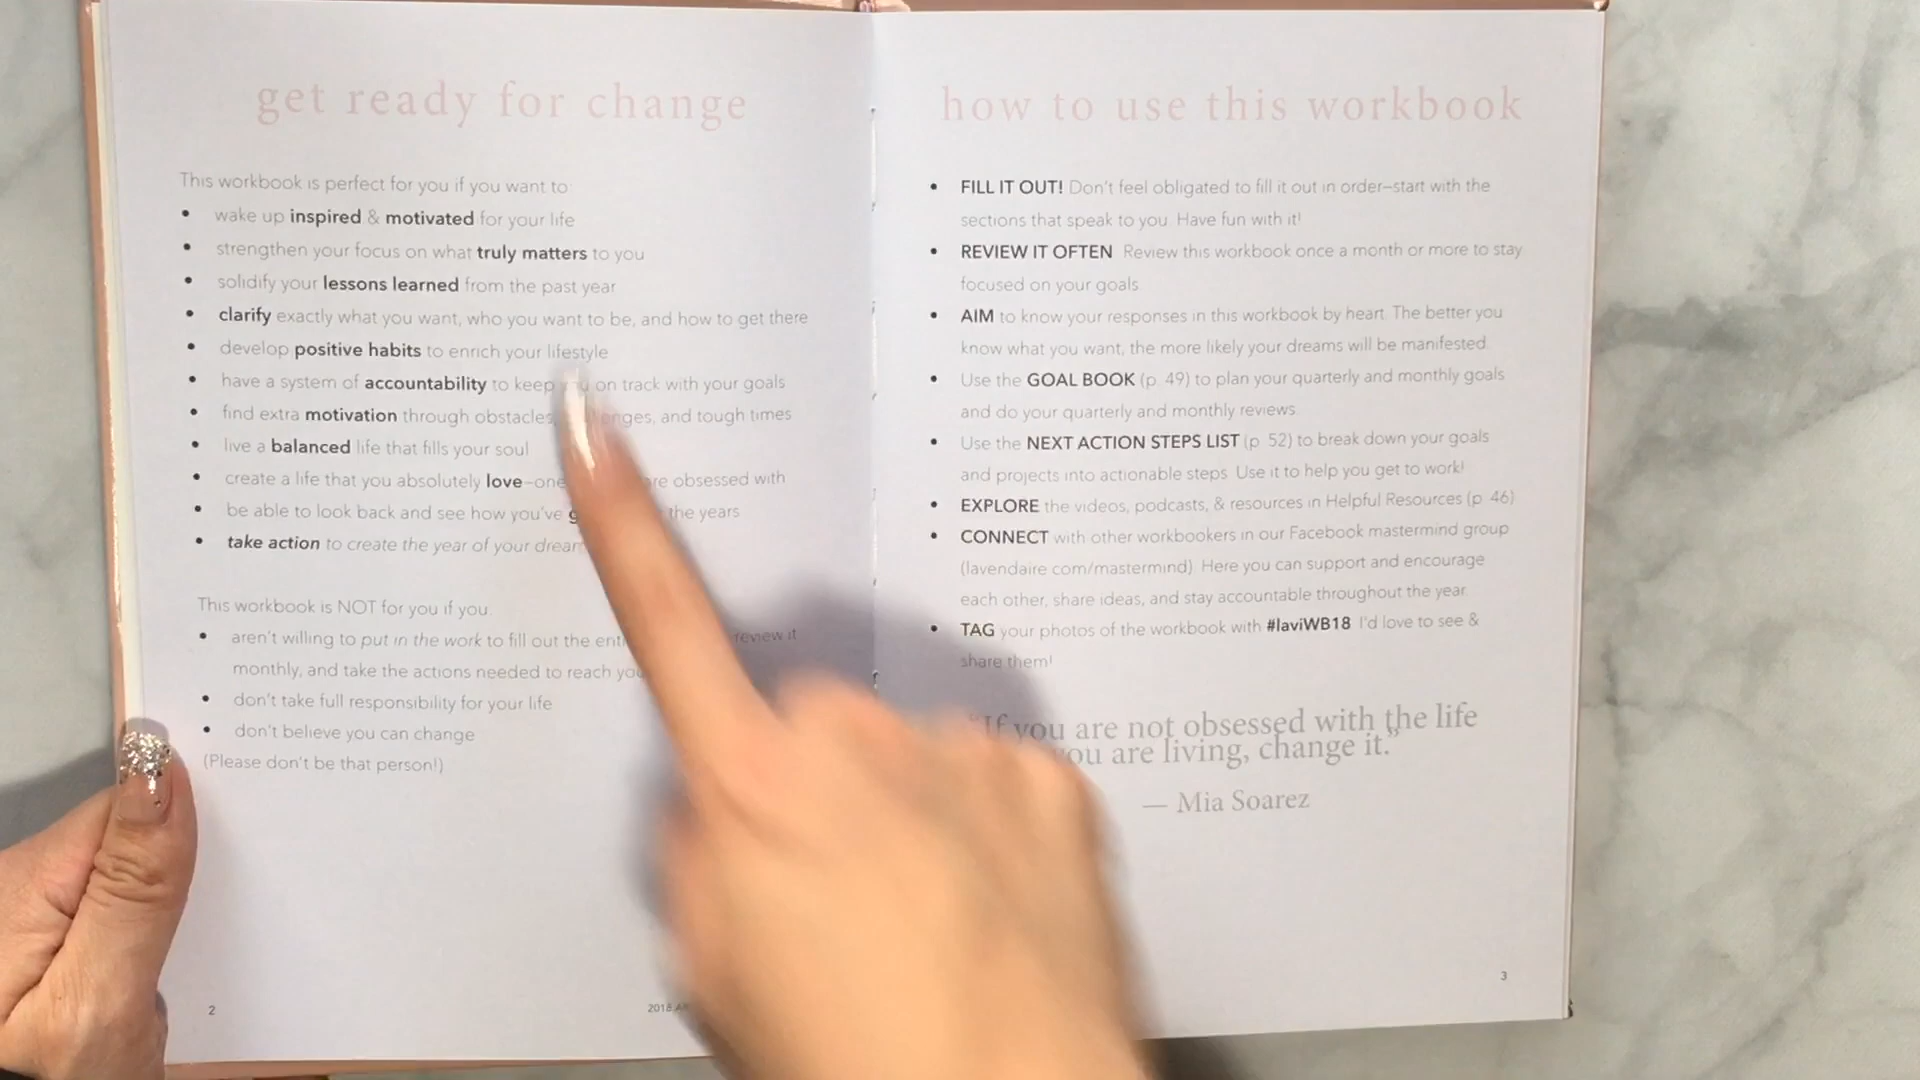 get ready for change
This workbook is perfect for you if you want to:
• wake up inspired & motivated for your life
• strengthen your focus on what truly matters to you
• solidify your lessons learned from the past year
• clarify exactly what you want, who you want to be, and how to get there
• develop positive habits to enrich your lifestyle
• have a system of accountability to keep you on track with your goals
• find extra motivation through obstacles, and tough times
• live a balanced life that fills your soul
• create a life that you absolutely love–one obsessed with
• be able to look back and see how you've the years
• take action to create the year of your
This workbook is NOT for you if you:
• aren't willing to put in the work to fill out the review it
monthly, and take the actions needed to reach
• don't take full responsibility for your life
• don't believe you can change
(Please don't be that person!)
2
2018
how to use this workbook
• FILL IT OUT! Don't feel obligated to fill it out in order–start with the
sections that speak to you. Have fun with it!
• REVIEW IT OFTEN. Review this workbook once a month or more to stay
focused on your goals.
• AIM to know your responses in this workbook by heart. The better you
know what you want, the more likely your dreams will be manifested.
• Use the GOAL BOOK (p. 49) to plan your quarterly and monthly goals
and do your quarterly and monthly reviews.
• Use the NEXT ACTION STEPS LIST (p. 52) to break down your goals
and projects into actionable steps. Use it to help you get to work!
• EXPLORE the videos, podcasts, & resources in Helpful Resources (p. 46)
• CONNECT with other workbookers in our Facebook mastermind group
(lavendaire.com/mastermind). Here you can support and encourage
each other, share ideas, and stay accountable throughout the year.
• TAG your photos of the workbook with #laviWB18. I'd love to see &
share them!
“If you are not obsessed with the life
you are living, change it.”
— Mia Soarez
3